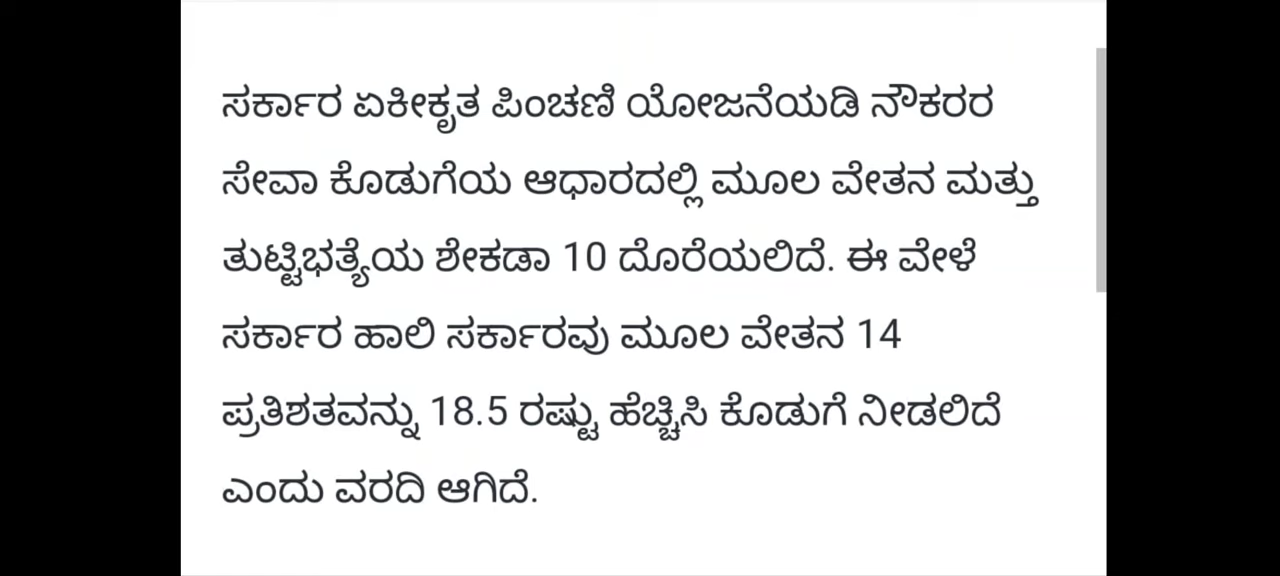 ಸರ್ಕಾರ ಏಕೀಕೃತ ಪಿಂಚಣಿ ಯೋಜನೆಯಡಿ ನೌಕರರ
ಸೇವಾ ಕೊಡುಗೆಯ ಆಧಾರದಲ್ಲಿ ಮೂಲ ವೇತನ ಮತ್ತು
ತುಟ್ಟಿಭತ್ಯೆಯ ಶೇಕಡಾ 10 ದೊರೆಯಲಿದೆ. ಈ ವೇಳೆ
ಸರ್ಕಾರ ಹಾಲಿ ಸರ್ಕಾರವು ಮೂಲ ವೇತನ 14
ಪ್ರತಿಶತವನ್ನು 18.5 ರಷ್ಟು ಹೆಚ್ಚಿಸಿ ಕೊಡುಗೆ ನೀಡಲಿದೆ
ಎಂದು ವರದಿ ಆಗಿದೆ.